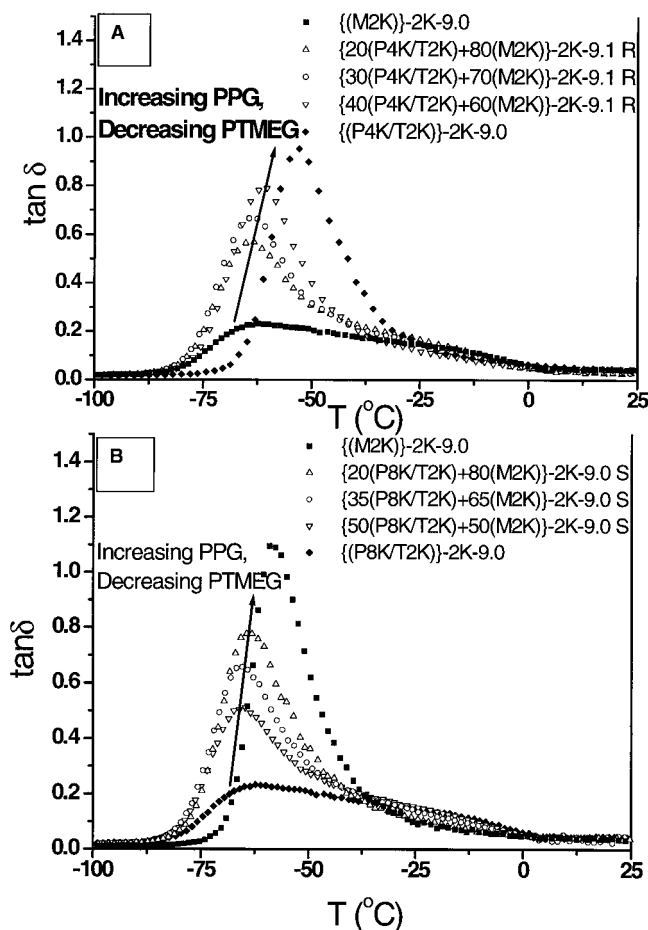 A
{(M2K)}-2K-9.0
{20(P4K/T2K)+80(M2K)}-2K-9.1 R
{30(P4K/T2K)+70(M2K)}-2K-9.1 R
{40(P4K/T2K)+60(M2K)}-2K-9.1 R
{(P4K/T2K)}-2K-9.0
Increasing PPG,
Decreasing PTMEG
tan δ
1.4
1.2
1.0
0.8
0.6
0.4
0.2
0.0
-100
-75
-50
-25
0
25
T (°C)
B
{(M2K)}-2K-9.0
{20(P8K/T2K)+80(M2K)}-2K-9.0 S
{35(P8K/T2K)+65(M2K)}-2K-9.0 S
{50(P8K/T2K)+50(M2K)}-2K-9.0 S
{(P8K/T2K)}-2K-9.0
Increasing PPG,
Decreasing PTMEG
tanδ
1.4
1.2
1.0
0.8
0.6
0.4
0.2
0.0
-100
-75
-50
-25
0
25
T (°C)